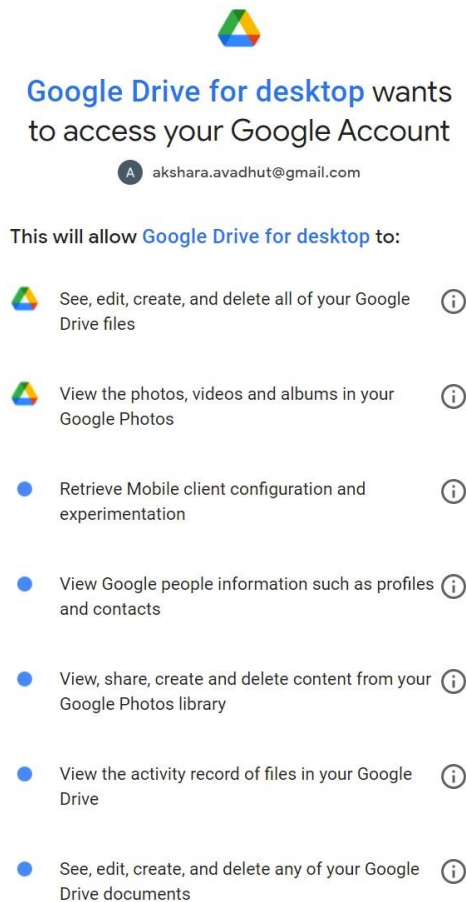 Google Drive for desktop wants
to access your Google Account
A akshara.avadhut@gmail.com
This will allow Google Drive for desktop to:
See, edit, create, and delete all of your Google
Drive files
View the photos, videos and albums in your
Google Photos
Retrieve Mobile client configuration and
experimentation
View Google people information such as profiles
and contacts
View, share, create and delete content from your
Google Photos library
View the activity record of files in your Google
Drive
See, edit, create, and delete any of your Google
Drive documents